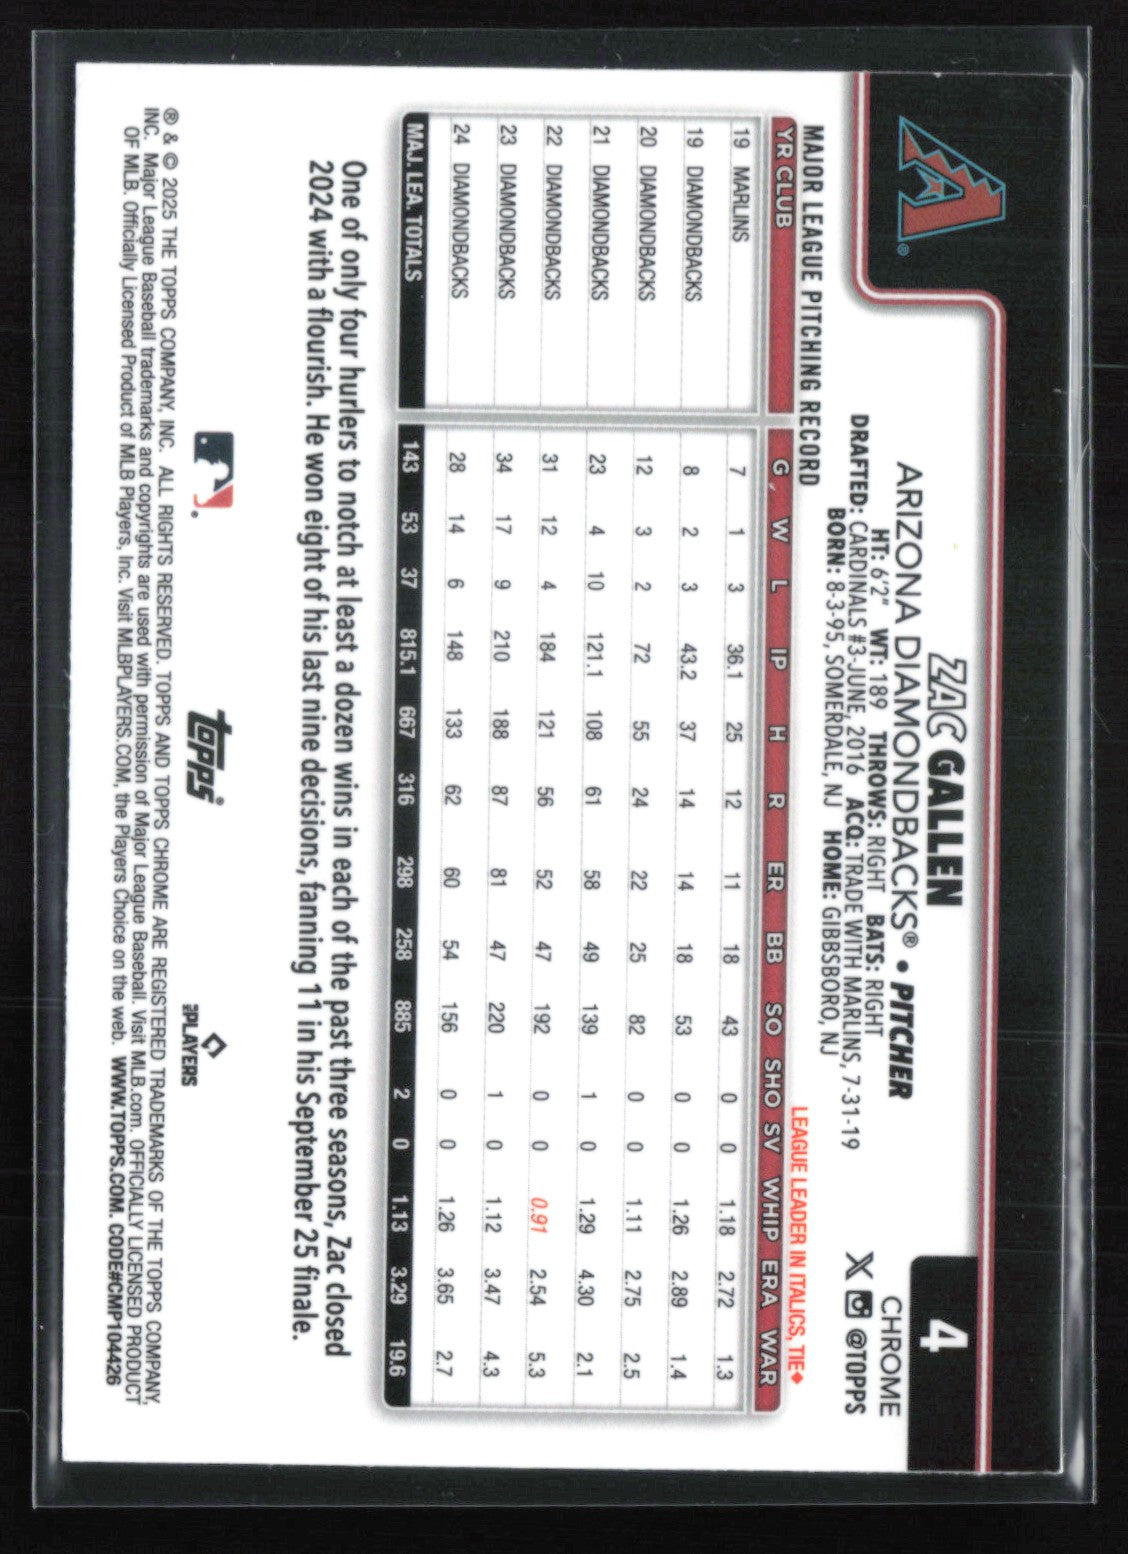 4
CHROME
@TOPPS
ZAC GALLEN
ARIZONA DIAMONDBACKS® • PITCHER
HT: 6'2" WT: 189 THROWS: RIGHT BATS: RIGHT
DRAFTED: CARDINALS #3-JUNE, 2016 ACQ: TRADE WITH MARLINS, 7-31-19
BORN: 8-3-95, SOMERDALE, NJ HOME: GIBBSBORO, NJ
A®
MAJOR LEAGUE PITCHING RECORD
LEAGUE LEADER IN ITALICS, TIE◆
YR CLUB G W L IP H R ER BB SO SHO SV WHIP ERA WAR
19 MARLINS 7 1 3 36.1 25 12 11 18 43 0 0 1.18 2.72 1.3
19 DIAMONDBACKS 8 2 3 43.2 37 14 14 18 53 0 0 1.26 2.89 1.4
20 DIAMONDBACKS 12 3 2 72 55 24 22 25 82 0 0 1.11 2.75 2.5
21 DIAMONDBACKS 23 4 10 121.1 108 61 58 49 139 1 0 1.29 4.30 2.1
22 DIAMONDBACKS 31 12 4 184 121 56 52 47 192 0 0 0.91 2.54 5.3
23 DIAMONDBACKS 34 17 9 210 188 87 81 47 220 1 0 1.12 3.47 4.3
24 DIAMONDBACKS 28 14 6 148 133 62 60 54 156 0 0 1.26 3.65 2.7
MAJ. LEA. TOTALS 143 53 37 815.1 667 316 298 258 885 2 0 1.13 3.29 19.6
One of only four hurlers to notch at least a dozen wins in each of the past three seasons, Zac closed
2024 with a flourish. He won eight of his last nine decisions, fanning 11 in his September 25 finale.
topps®
MLB PLAYERS
® & © 2025 THE TOPPS COMPANY, INC. ALL RIGHTS RESERVED. TOPPS AND TOPPS CHROME ARE REGISTERED TRADEMARKS OF THE TOPPS COMPANY,
INC. Major League Baseball trademarks and copyrights are used with permission of Major League Baseball. Visit MLB.com. OFFICIALLY LICENSED PRODUCT
OF MLB. Officially Licensed Product of MLB Players, Inc. Visit MLBPLAYERS.COM, the Players Choice on the web. WWW.TOPPS.COM. CODE#CMP104426